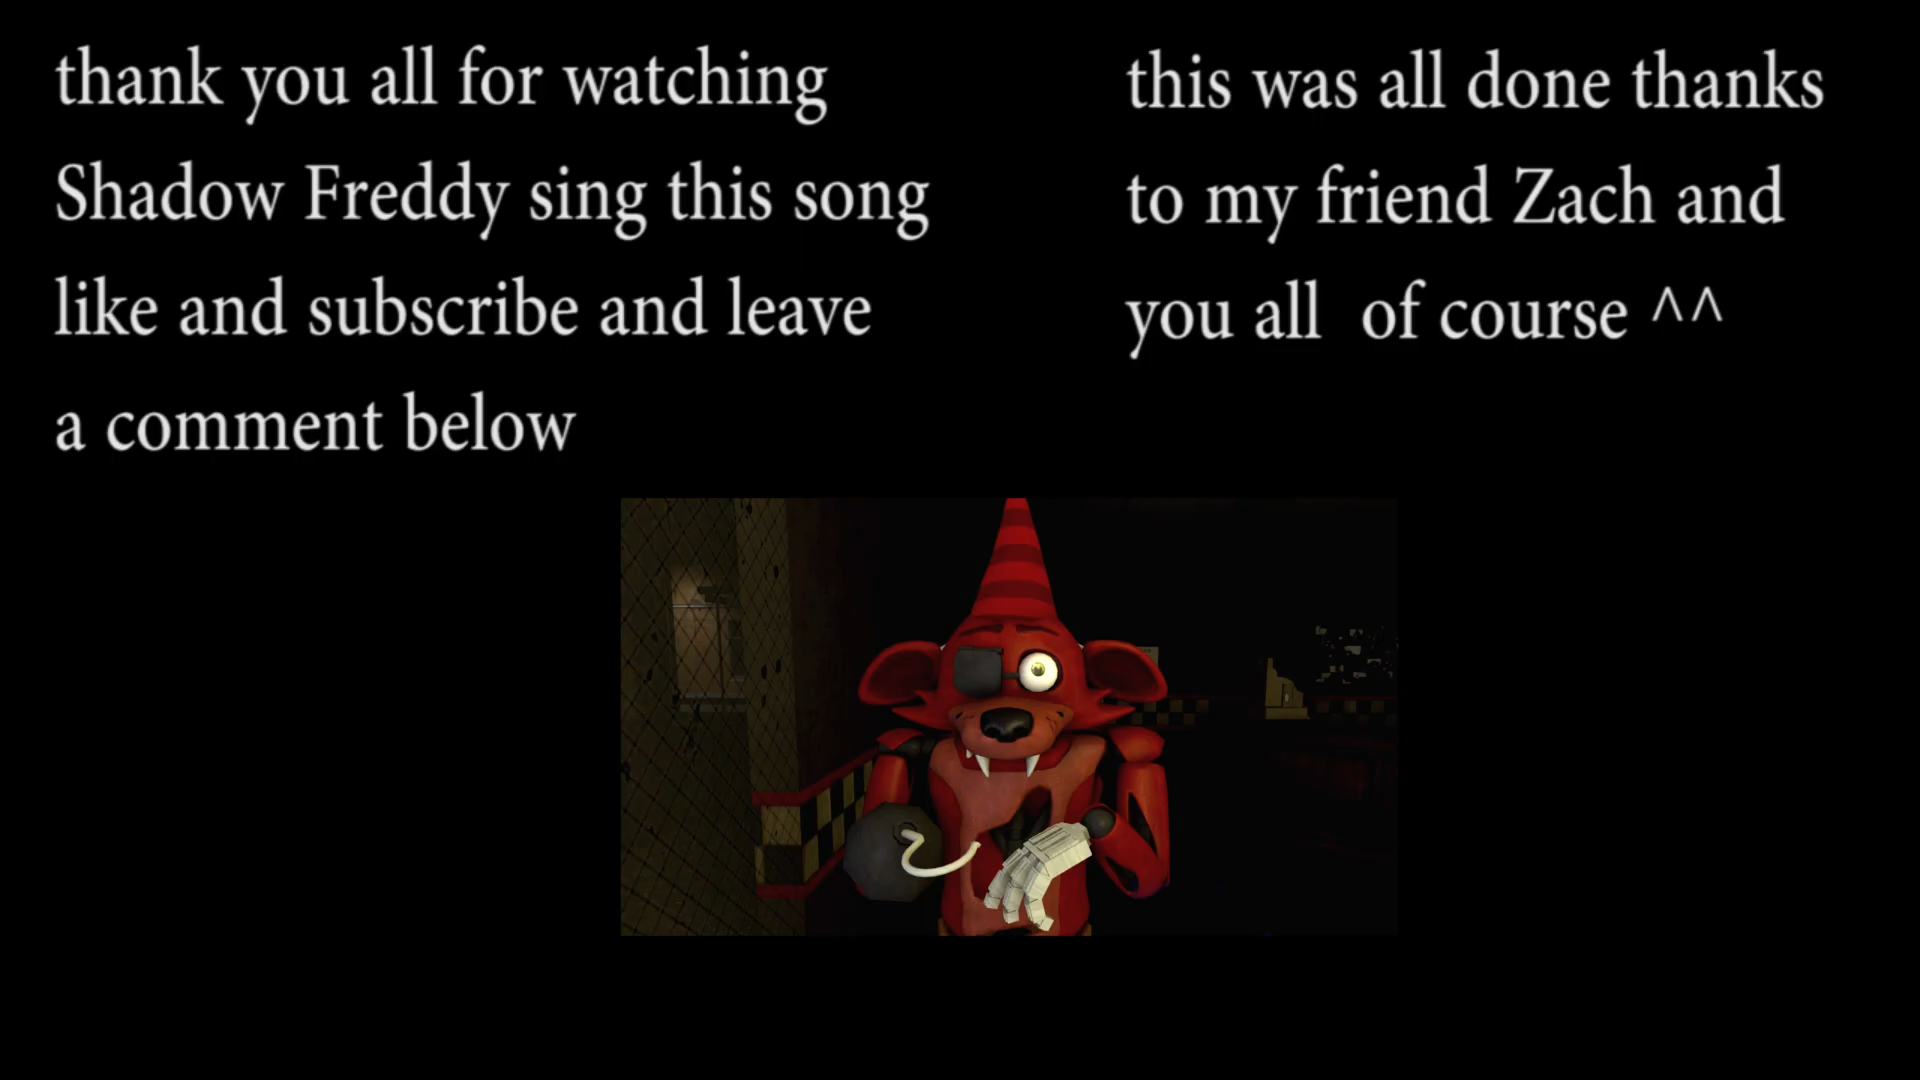 thank you all for watching
Shadow Freddy sing this song
like and subscribe and leave
a comment below
this was all done thanks
to my friend Zach and
you all  of course ^^